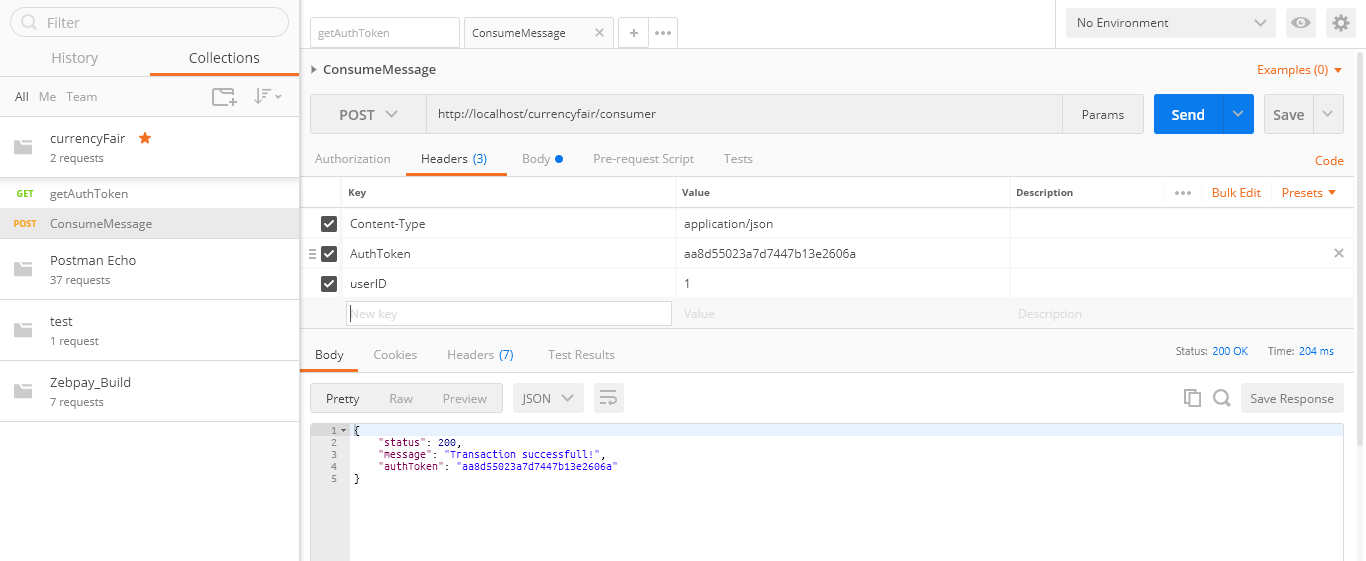 Filter
History Collections
All Me Team
currencyFair
2 requests
GET getAuthToken
POST ConsumeMessage
Postman Echo
37 requests
test
1 request
Zebpay_Build
7 requests
getAuthToken ConsumeMessage
No Environment
ConsumeMessage Examples (0)
POST http://localhost/currencyfair/consumer Params Send Save
Authorization Headers (3) Body Pre-request Script Tests Code
Key Value Description Bulk Edit Presets
Content-Type application/json
AuthToken aa8d55023a7d7447b13e2606a
userID 1
New key Value Description
Body Cookies Headers (7) Test Results Status: 200 OK Time: 204 ms
Pretty Raw Preview JSON Save Response
1 {
2 "status": 200,
3 "message": "Transaction successfull!",
4 "authToken": "aa8d55023a7d7447b13e2606a"
5 }